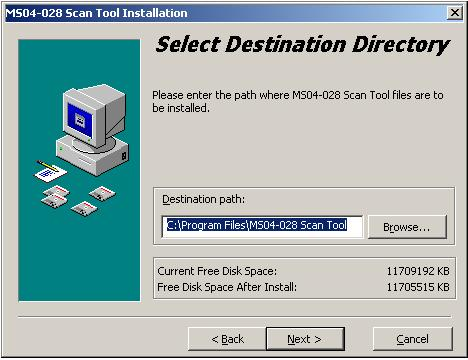 MS04-028 Scan Tool Installation
Select Destination Directory
Please enter the path where MS04-028 Scan Tool files are to
be installed.
Destination path:
C:\Program Files\MS04-028 Scan Tool
Browse...
Current Free Disk Space: 11709192 KB
Free Disk Space After Install: 11705515 KB
< Back
Next >
Cancel